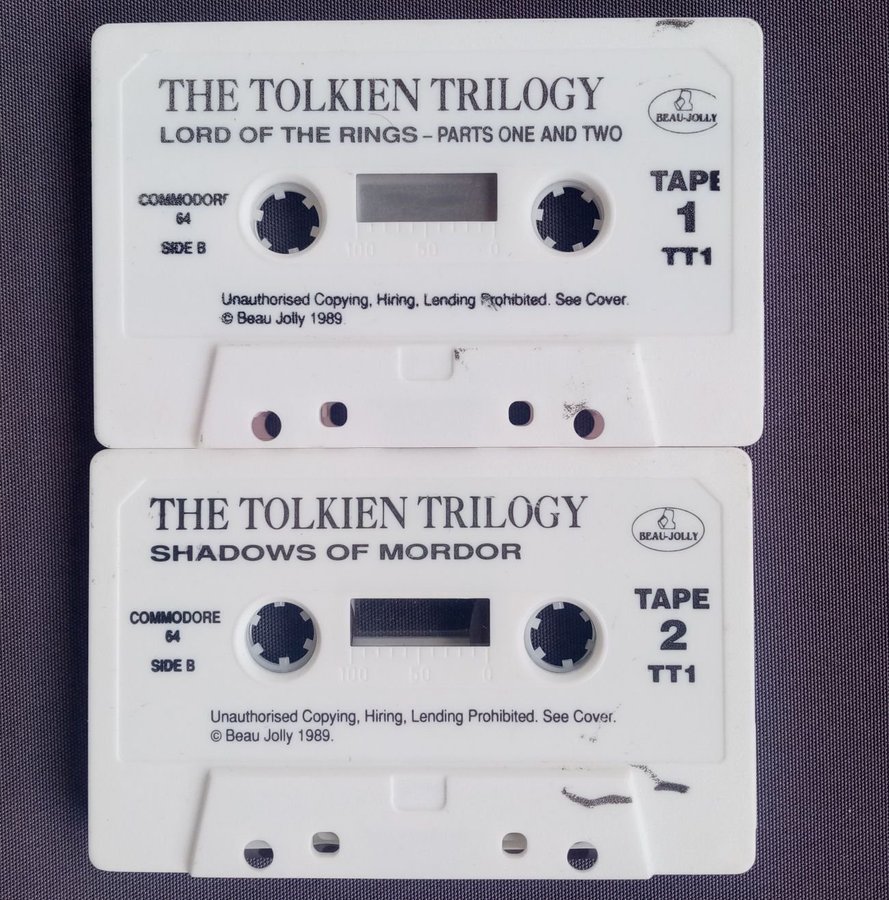 THE TOLKIEN TRILOGY
LORD OF THE RINGS – PARTS ONE AND TWO
BEAU-JOLLY
COMMODORE
64
SIDE B
TAPE
1
TT1
100 50 0
Unauthorised Copying, Hiring, Lending Prohibited. See Cover.
© Beau Jolly 1989.
THE TOLKIEN TRILOGY
SHADOWS OF MORDOR
BEAU-JOLLY
COMMODORE
64
SIDE B
TAPE
2
TT1
100 50 0
Unauthorised Copying, Hiring, Lending Prohibited. See Cover.
© Beau Jolly 1989.